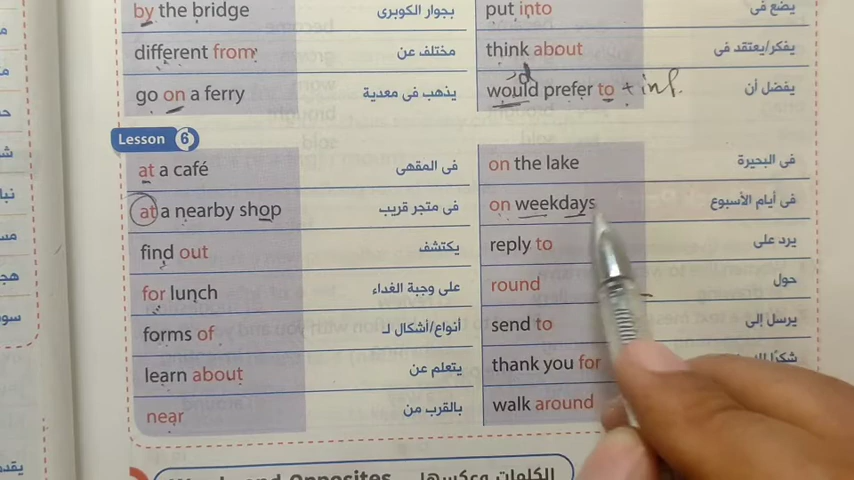 by the bridge بجوار الكوبرى
different from مختلف عن
go on a ferry يذهب فى معدية
put into يضع فى
think about يفكر/يعتقد فى
'd
would prefer to + inf. يفضل أن
Lesson 6
at a café فى المقهى
at a nearby shop فى متجر قريب
find out يكتشف
for lunch على وجبة الغداء
forms of أنواع/أشكال لـ
learn about يتعلم عن
near بالقرب من
on the lake فى البحيرة
on weekdays فى أيام الأسبوع
reply to يرد على
round حول
send to يرسل إلى
thank you for شكرًا
walk around
الكلمات وعكسها